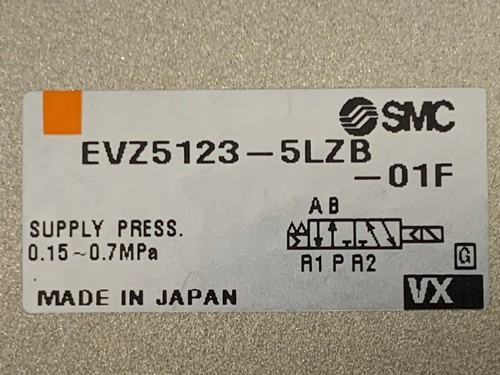 SMC
EVZ5123-5LZB
-01F
SUPPLY PRESS.
0.15~0.7MPa
A B
R1 P R2
G
MADE IN JAPAN
VX